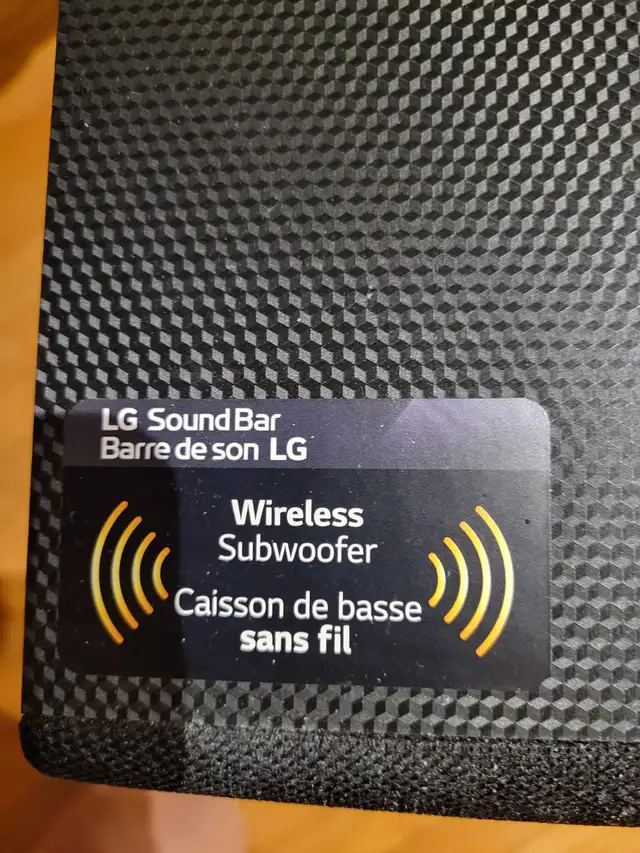 LG Sound Bar
Barre de son LG
Wireless
Subwoofer
Caisson de basse
sans fil